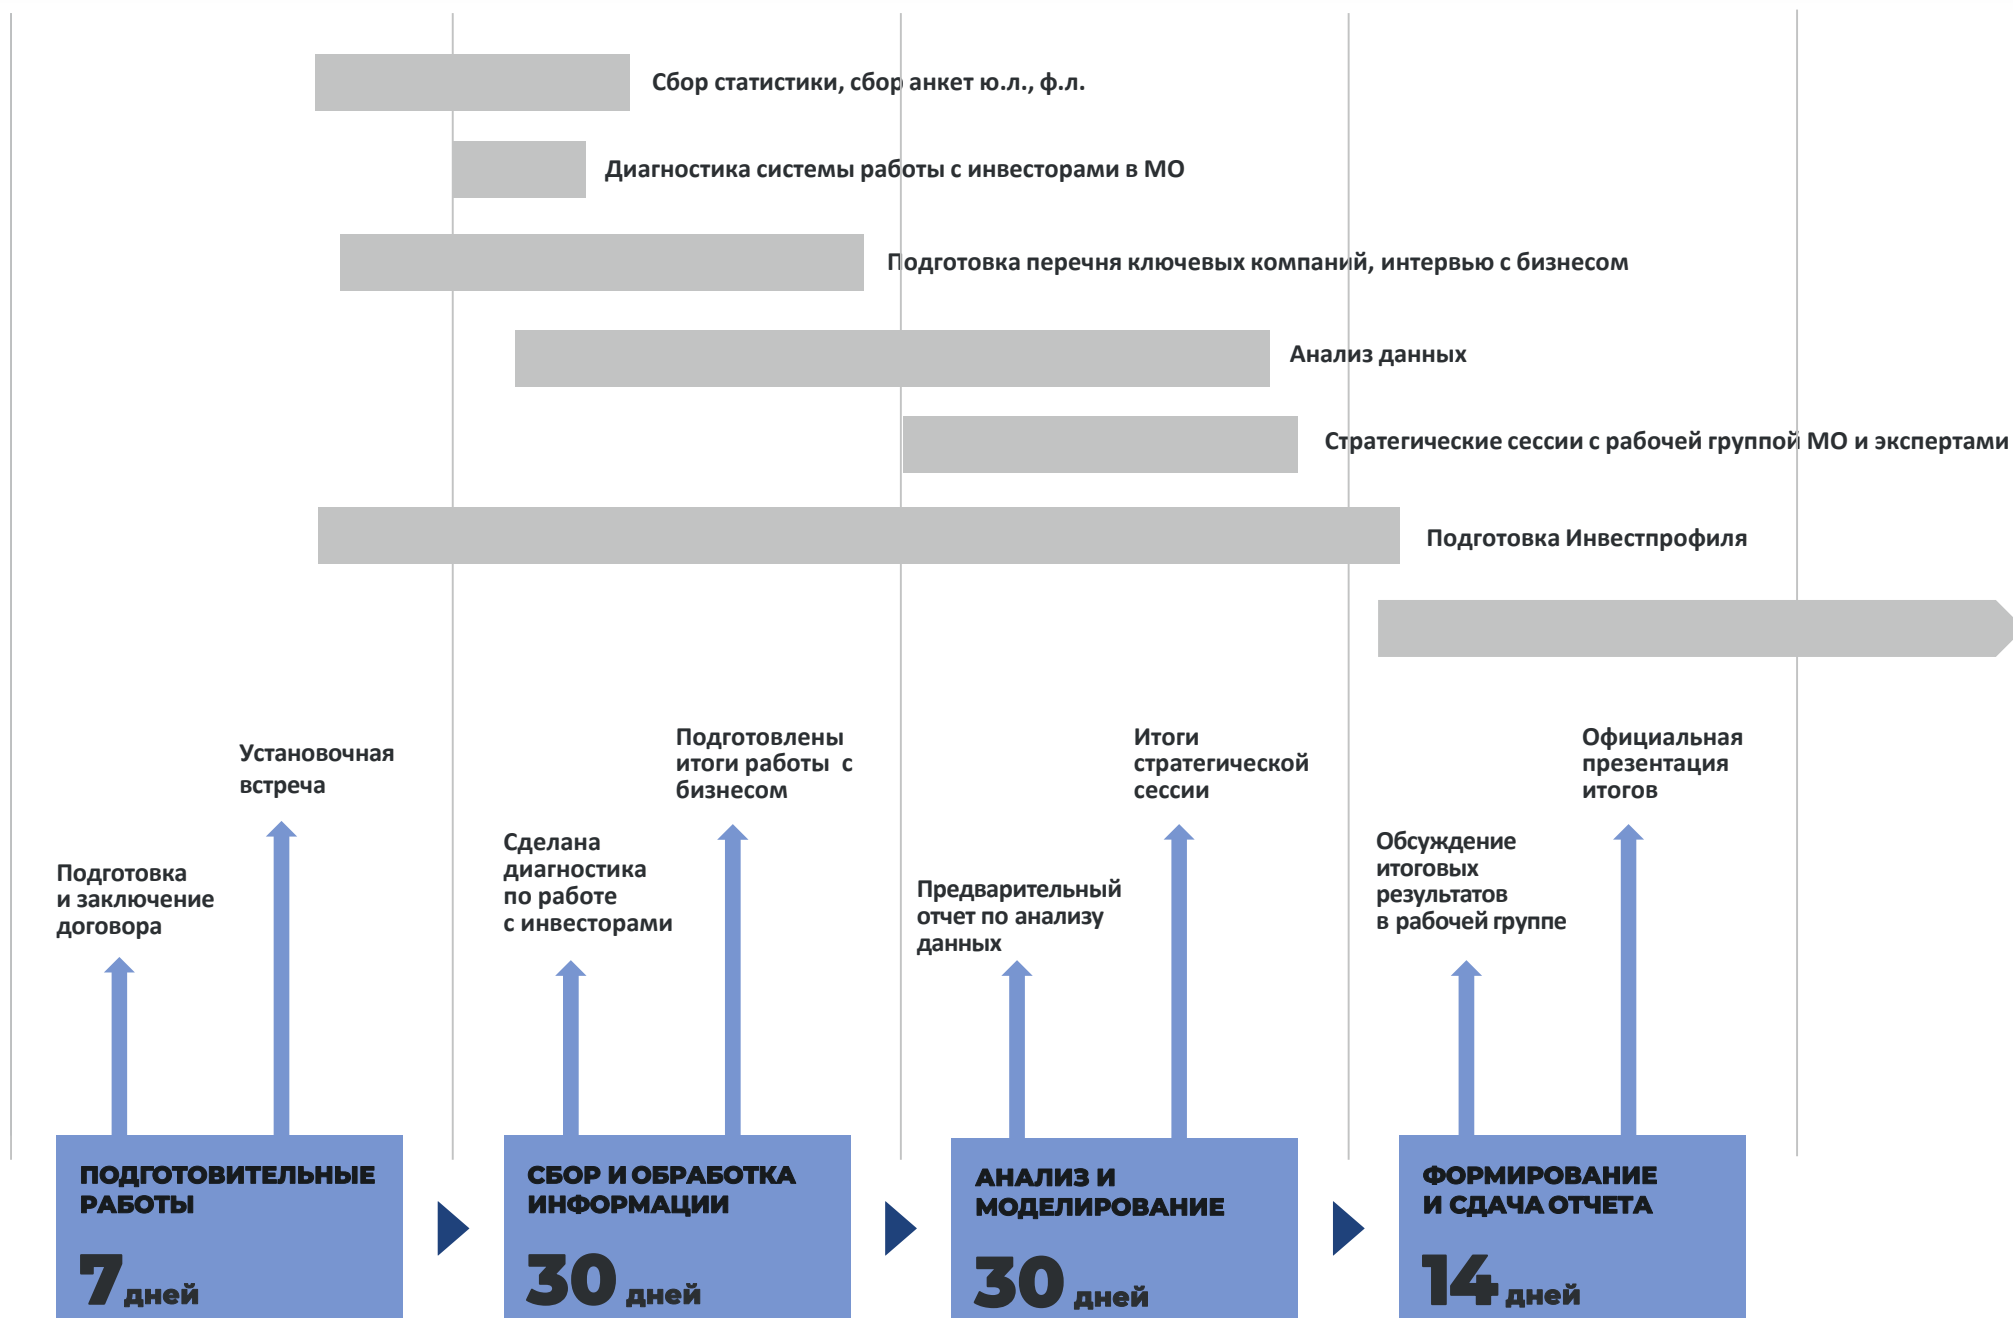 Сбор статистики, сбор анкет ю.л., ф.л.
Диагностика системы работы с инвесторами в МО
Подготовка перечня ключевых компаний, интервью с бизнесом
Анализ данных
Стратегические сессии с рабочей группой МО и экспертами
Подготовка Инвестпрофиля
Подготовка
и заключение
договора
Установочная
встреча
Сделана
диагностика
по работе
с инвесторами
Подготовлены
итоги работы с
бизнесом
Предварительный
отчет по анализу
данных
Итоги
стратегической
сессии
Обсуждение
итоговых
результатов
в рабочей группе
Официальная
презентация
итогов
ПОДГОТОВИТЕЛЬНЫЕ
РАБОТЫ
7 дней
СБОР И ОБРАБОТКА
ИНФОРМАЦИИ
30 дней
АНАЛИЗ И
МОДЕЛИРОВАНИЕ
30 дней
ФОРМИРОВАНИЕ
И СДАЧА ОТЧЕТА
14 дней